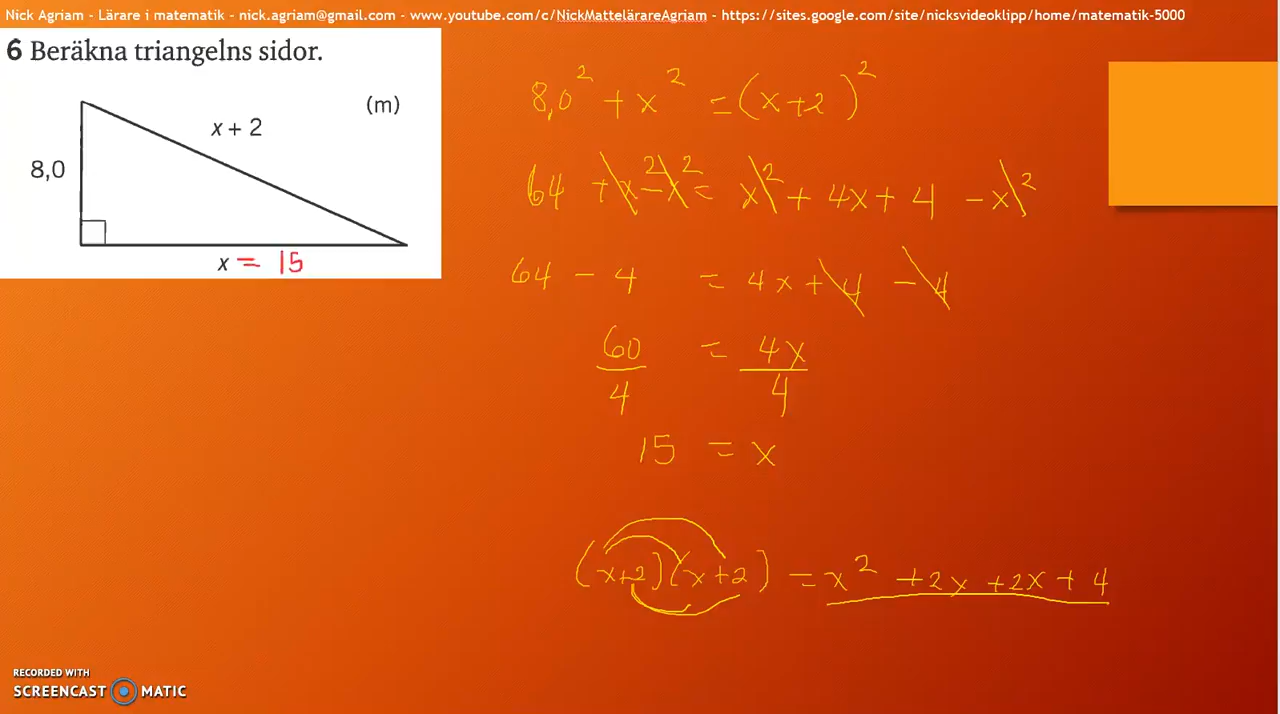 Nick Agriam - Lärare i matematik - nick.agriam@gmail.com - www.youtube.com/c/NickMattelärareAgriam - https://sites.google.com/site/nicksvideoklipp/home/matematik-5000
6 Beräkna triangelns sidor.
(m)
x + 2
8,0
x = 15
8,0² + x² = (x+2)²
64 + x² - x² = x² + 4x + 4 - x²
64 - 4 = 4x + 4 - 4
60/4 = 4x/4
15 = x
(x+2)(x+2) = x² + 2x + 2x + 4
RECORDED WITH
SCREENCAST MATIC